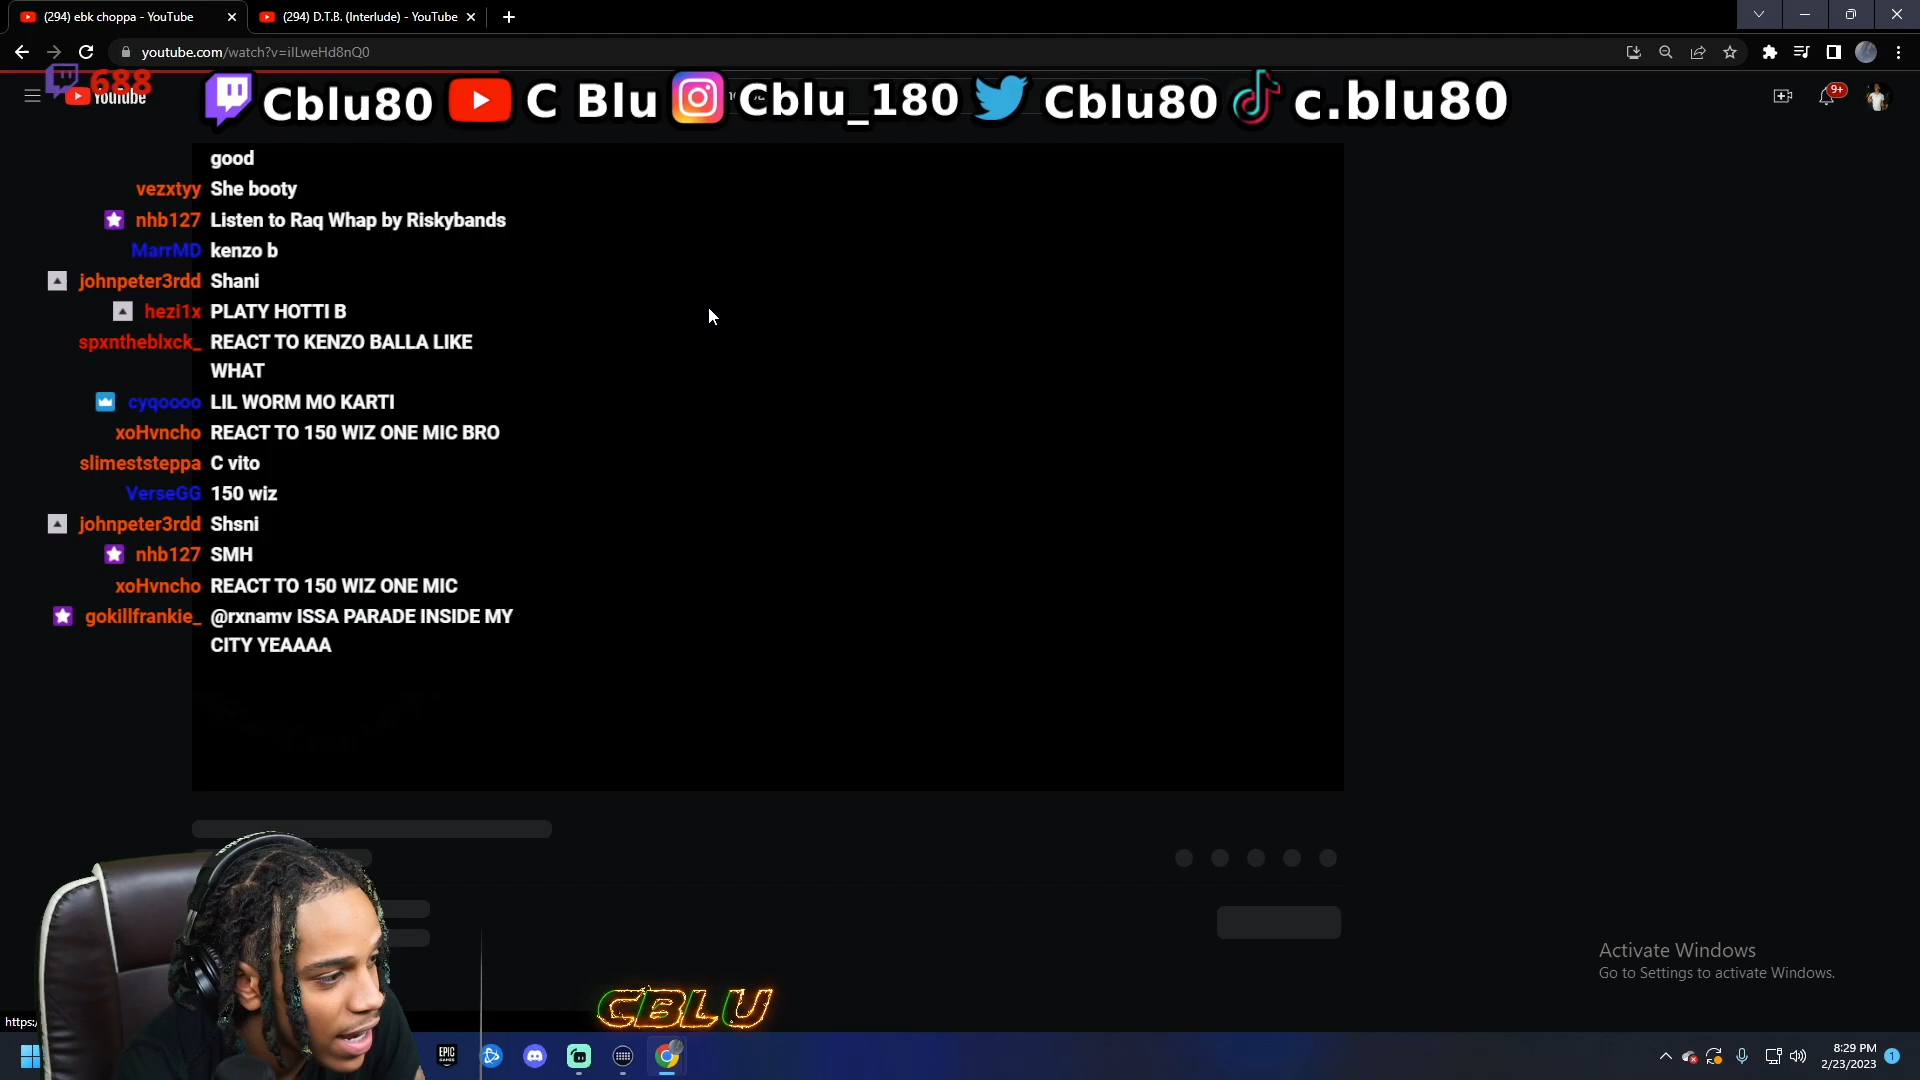 (294) ebk choppa - YouTube
(294) D.T.B. (Interlude) - YouTube
youtube.com/watch?v=ilLweHd8nQ0
688
YouTube
Cblu80
C Blu
Cblu_180
Cblu80
c.blu80
9+
good
vezxtyy She booty
nhb127 Listen to Raq Whap by Riskybands
MarrMD kenzo b
johnpeter3rdd Shani
hezi1x PLATY HOTTI B
spxntheblxck_ REACT TO KENZO BALLA LIKE
WHAT
cyqoooo LIL WORM MO KARTI
xoHvncho REACT TO 150 WIZ ONE MIC BRO
slimeststeppa C vito
VerseGG 150 wiz
johnpeter3rdd Shsni
nhb127 SMH
xoHvncho REACT TO 150 WIZ ONE MIC
gokillfrankie_ @rxnamv ISSA PARADE INSIDE MY
CITY YEAAAA
Activate Windows
Go to Settings to activate Windows.
CBLU
https:/
EPIC
GAMES
8:29 PM
2/23/2023
1